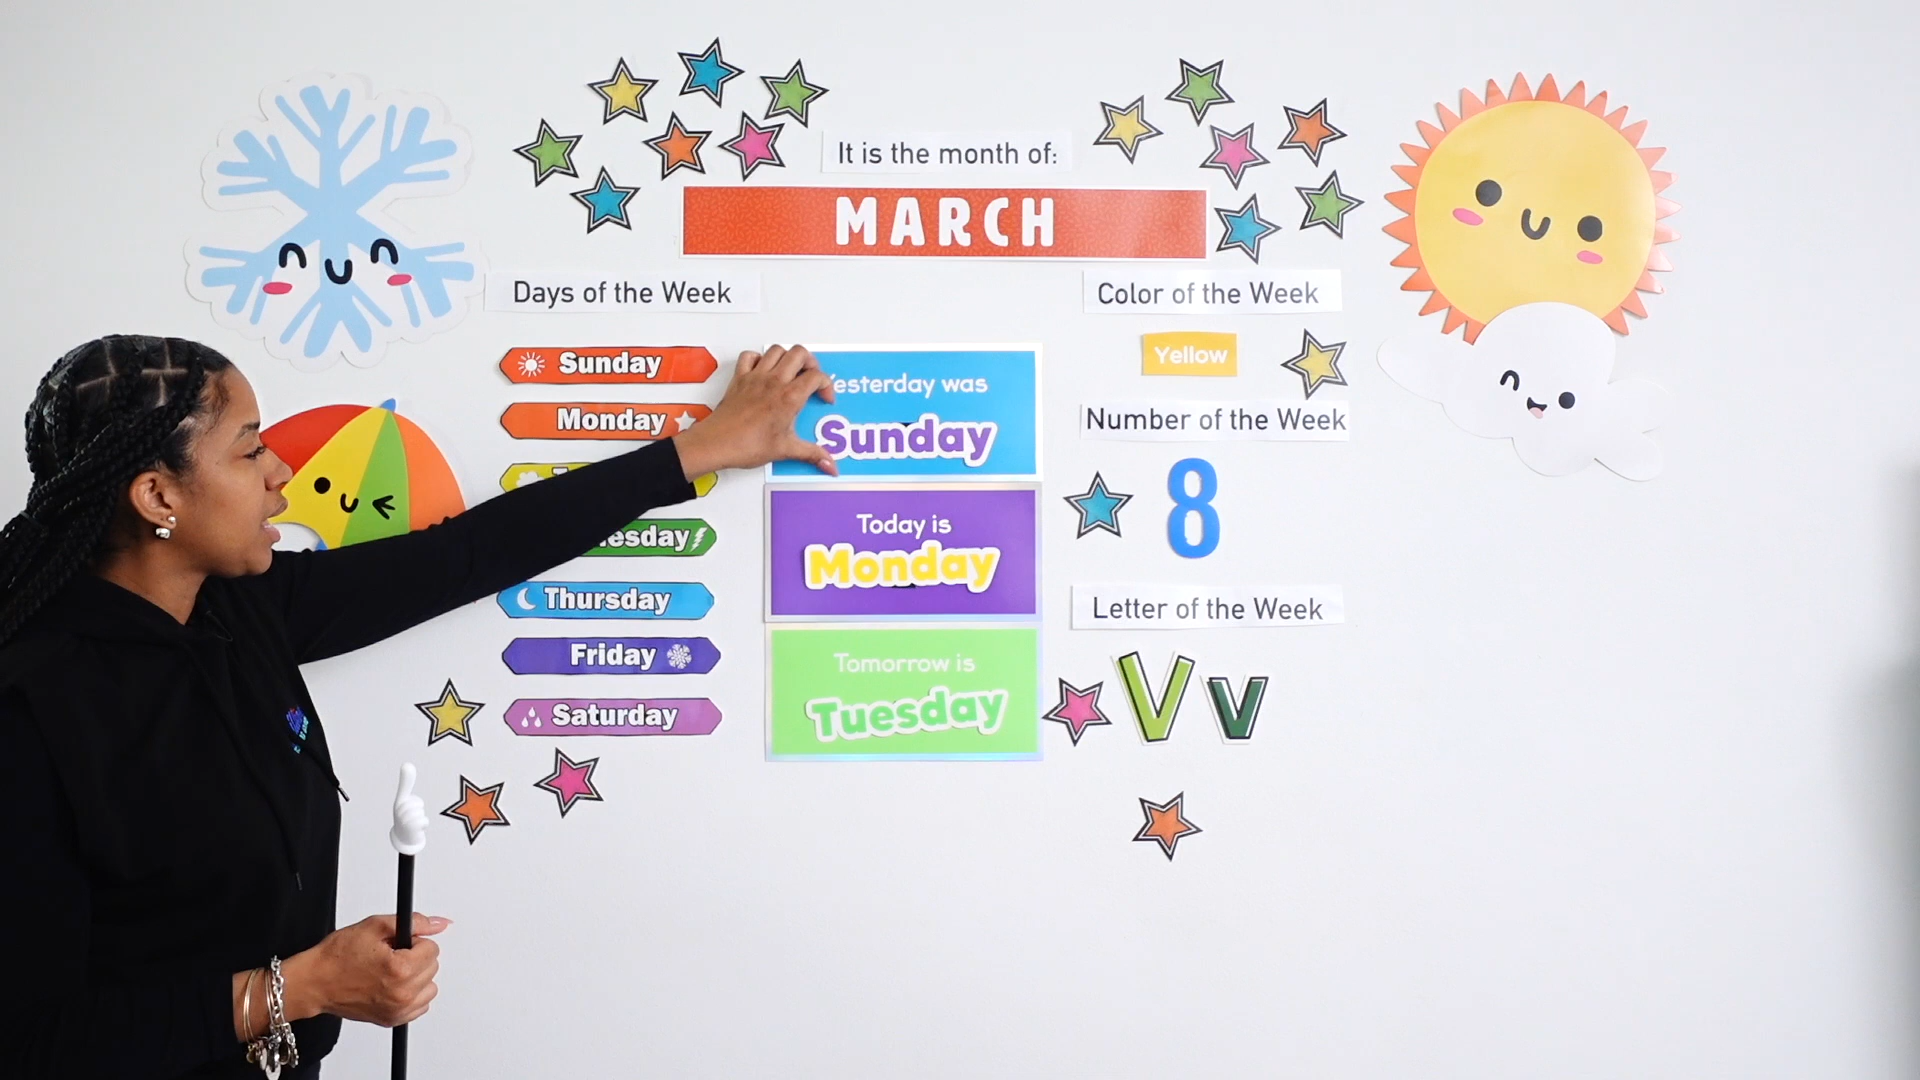 It is the month of:
MARCH
Days of the Week
Sunday
Monday
Thursday
Friday
Saturday
Yesterday was
Sunday
Today is
Monday
Tomorrow is
Tuesday
Color of the Week
Yellow
Number of the Week
8
Letter of the Week
V v